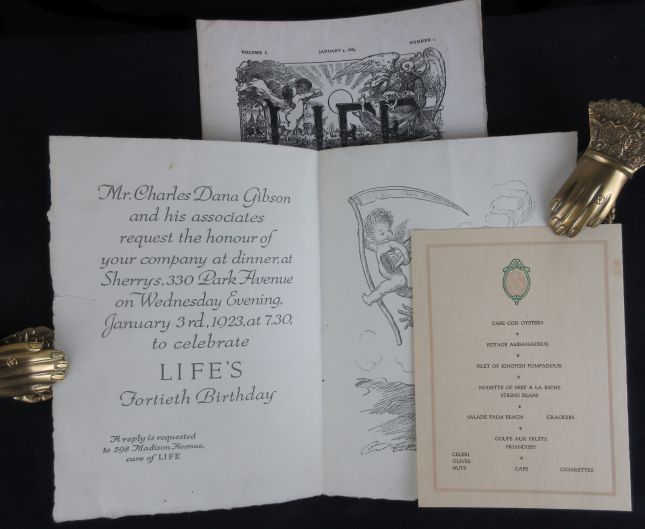 VOLUME I. JANUARY 4, 1883. NUMBER 1.
LIFE
Mr. Charles Dana Gibson
and his associates
request the honour of
your company at dinner, at
Sherrys, 330 Park Avenue
on Wednesday Evening,
January 3rd, 1923, at 7.30,
to celebrate
LIFE'S
Fortieth Birthday
A reply is requested
to 598 Madison Avenue,
care of LIFE
CAPE COD OYSTERS
POTAGE AMBASSADEUR
FILET OF KINGFISH POMPADOUR
NOISETTE OF BEEF A LA RICHE
STRING BEANS
SALADE PALM BEACH CRACKERS
COUPE AUX FRUITS
FRIANDISES
CELERI
OLIVES
NUTS CAFE CIGARETTES